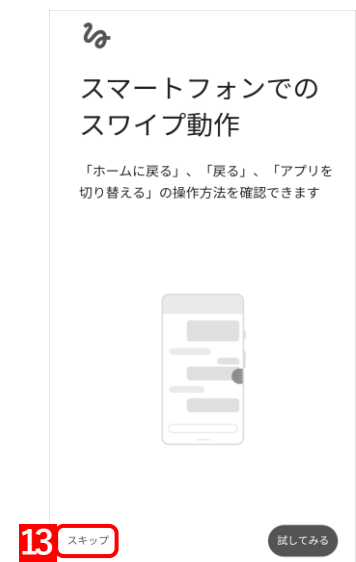 スマートフォンでの
スワイプ動作
「ホームに戻る」、「戻る」、「アプリを
切り替える」の操作方法を確認できます
13 スキップ
試してみる